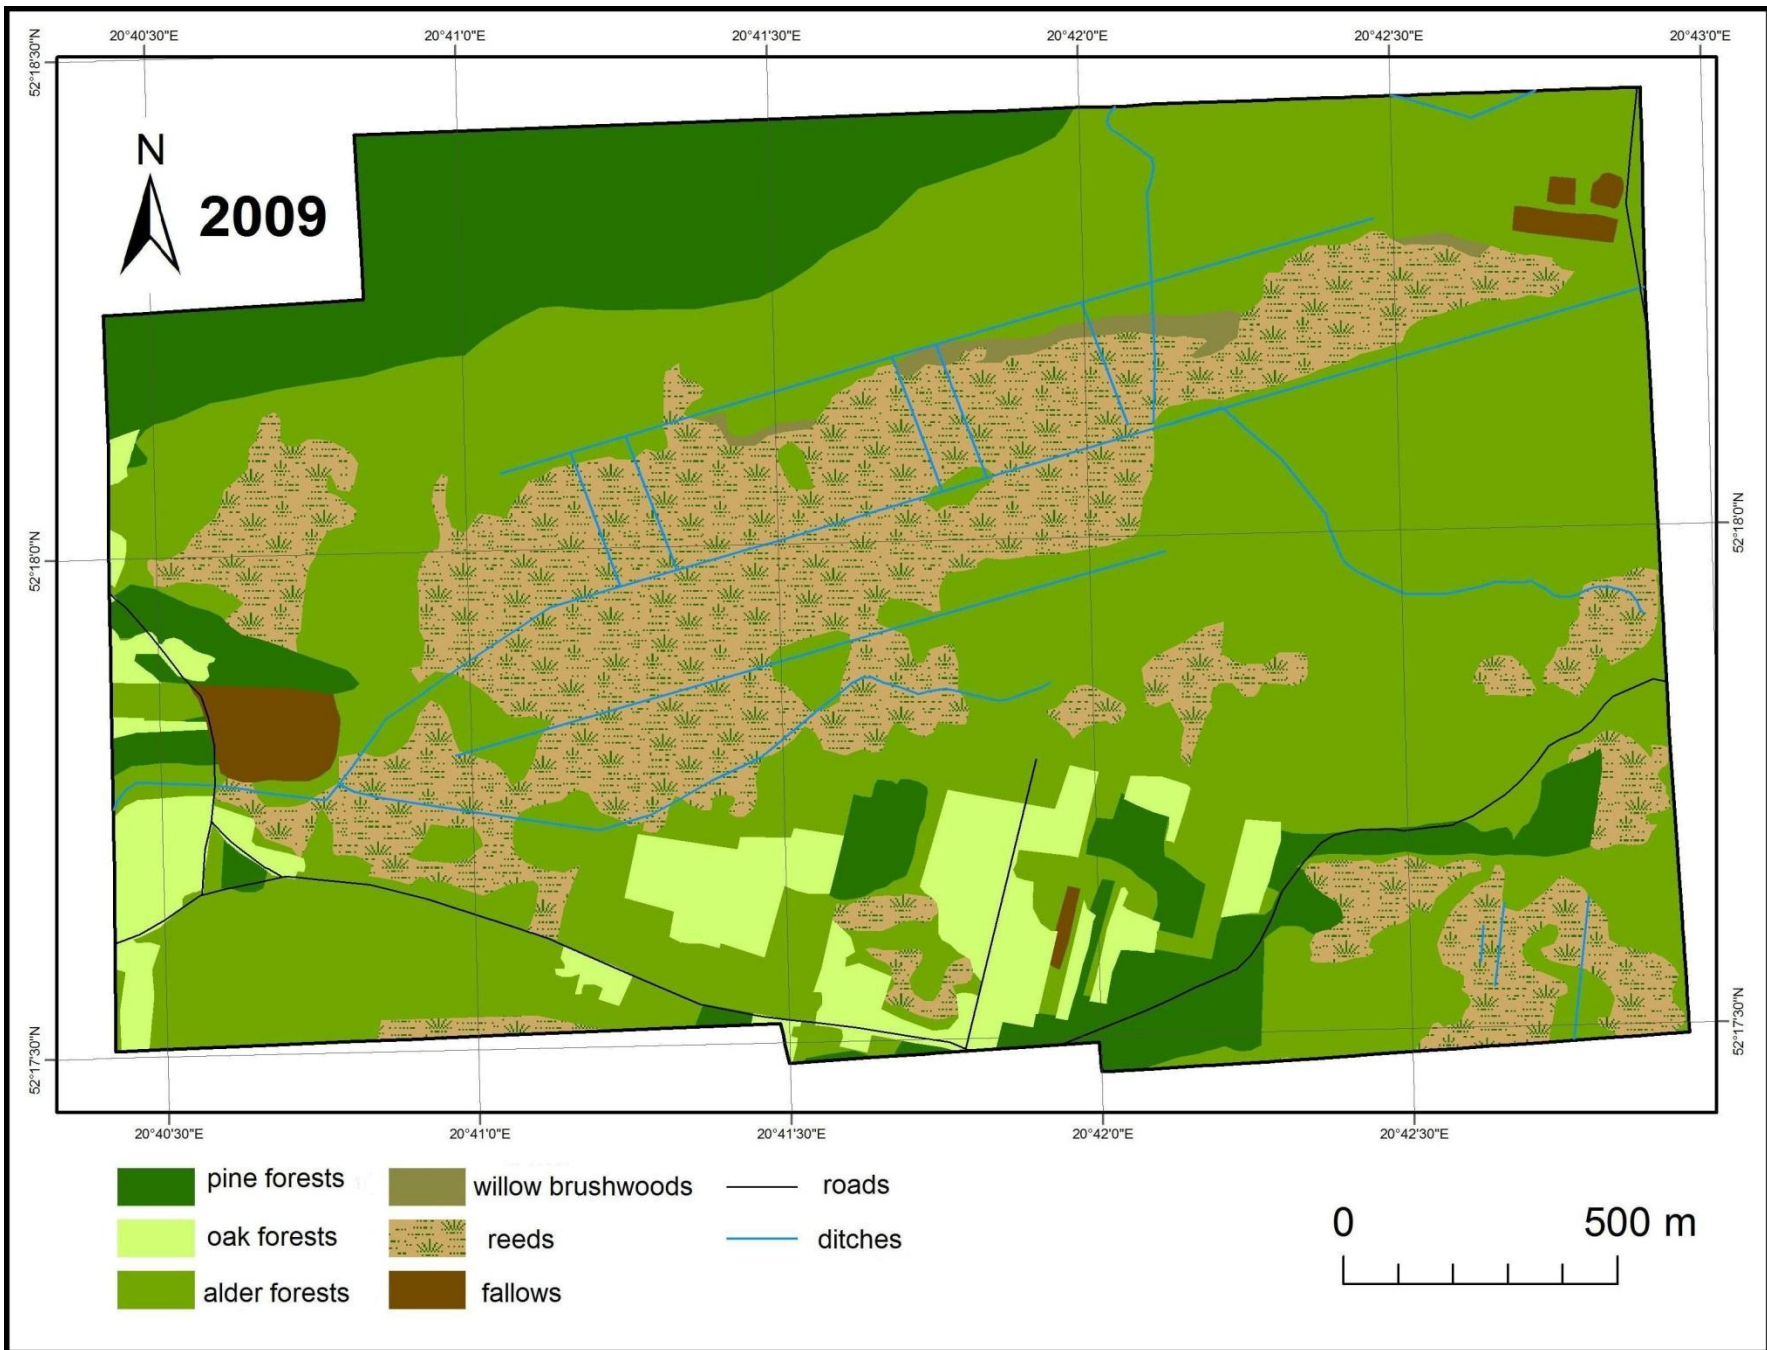 20°40'30"E 20°41'0"E 20°41'30"E 20°42'0"E 20°42'30"E 20°43'0"E
52°18'30"N
N
2009
52°18'0"N
52°18'0"N
52°17'30"N
52°17'30"N
20°40'30"E 20°41'0"E 20°41'30"E 20°42'0"E 20°42'30"E
pine forests willow brushwoods roads
oak forests reeds ditches
alder forests fallows
0 500 m